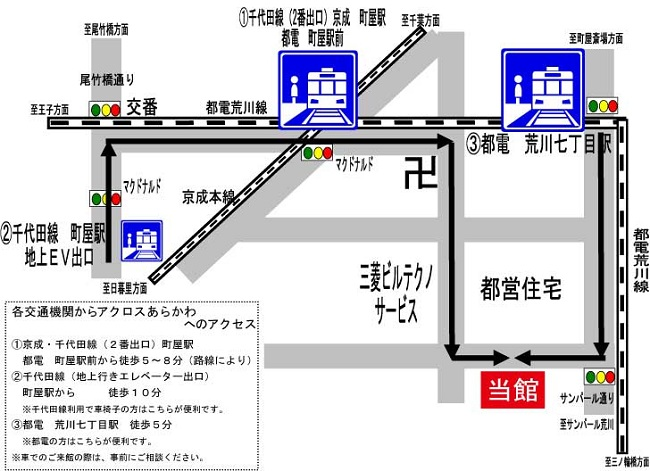 ①千代田線（2番出口）京成　町屋駅
都電　町屋駅前
至千葉方面
至尾竹橋方面
至町屋斎場方面
尾竹橋通り
至王子方面
交番
都電荒川線
③都電　荒川七丁目駅
マクドナルド
マクドナルド
卍
京成本線
②千代田線　町屋駅
地上ＥＶ出口
都電荒川線
至日暮里方面
三菱ビルテクノ
サービス
都営住宅
当館
サンパール通り
至サンパール荒川
至三ノ輪橋方面
各交通機関からアクロスあらかわ
へのアクセス
①京成・千代田線（２番出口）町屋駅
都電　町屋駅前から徒歩５～８分（路線により）
②千代田線（地上行きエレベーター出口）
町屋駅から　　徒歩１０分
※千代田線利用で車椅子の方はこちらが便利です。
③都電　荒川七丁目駅　徒歩５分
※都電の方はこちらが便利です。
※車でのご来館の際は、事前にご相談ください。